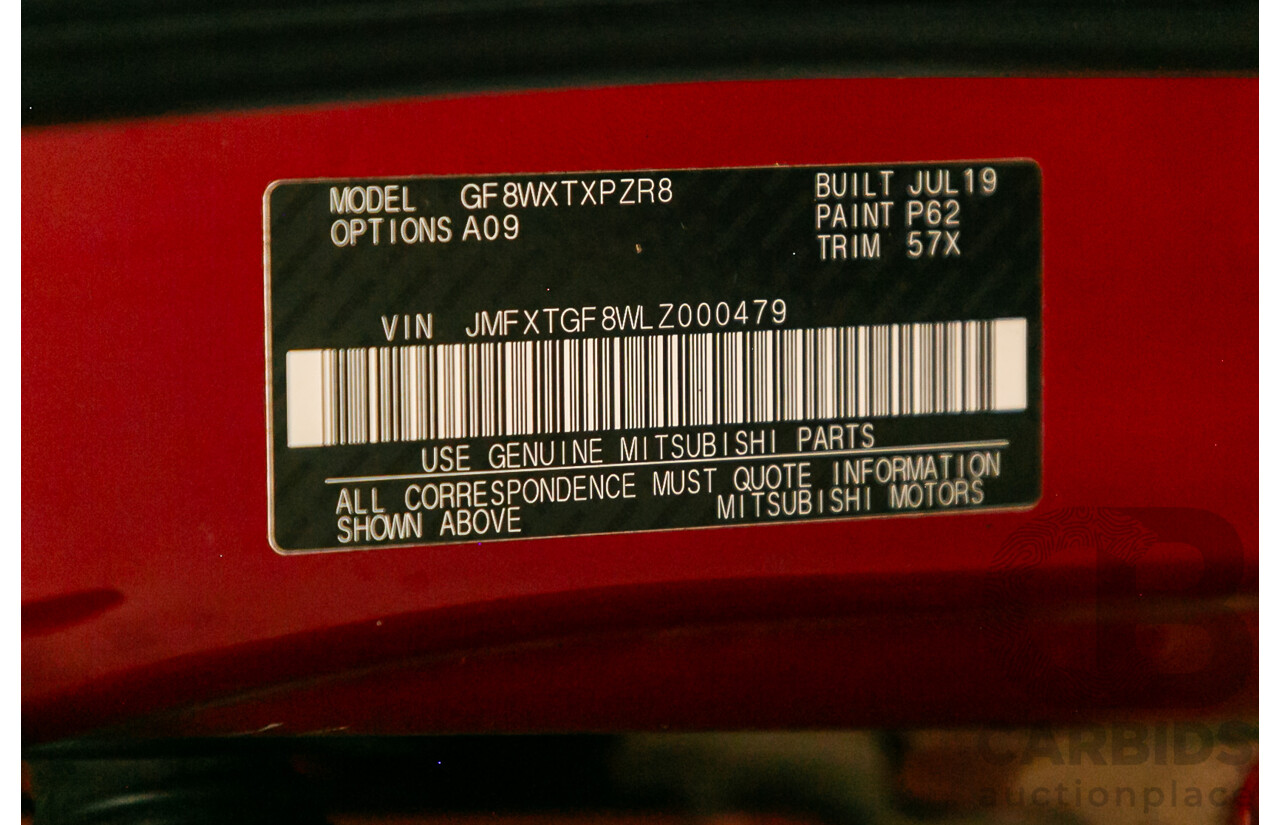 MODEL GF8WXTXPZR8
OPTIONS A09
BUILT JUL19
PAINT P62
TRIM 57X
VIN JMFXTGF8WLZ000479
USE GENUINE MITSUBISHI PARTS
ALL CORRESPONDENCE MUST QUOTE INFORMATION
SHOWN ABOVE MITSUBISHI MOTORS
CB
CARBIDS
auctionplace